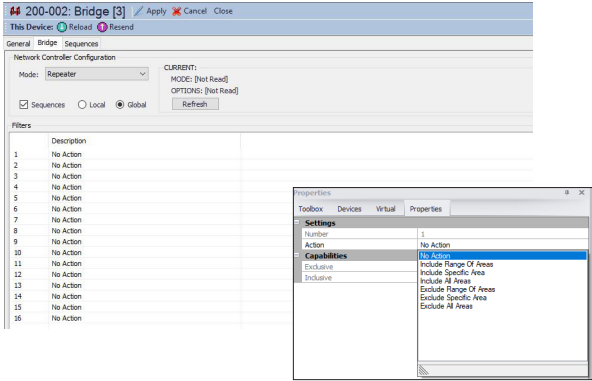 200-002: Bridge [3] Apply Cancel Close
This Device: Reload Resend
General Bridge Sequences
Network Controller Configuration
Mode: Repeater
Sequences Local Global
CURRENT:
MODE: [Not Read]
OPTIONS: [Not Read]
Refresh
Filters
Description
1 No Action
2 No Action
3 No Action
4 No Action
5 No Action
6 No Action
7 No Action
8 No Action
9 No Action
10 No Action
11 No Action
12 No Action
13 No Action
14 No Action
15 No Action
16 No Action
Properties
Toolbox Devices Virtual Properties
Settings
Number 1
Action No Action
Capabilities
Exclusive
Inclusive
No Action
Include Range Of Areas
Include Specific Area
Include All Areas
Exclude Range Of Areas
Exclude Specific Area
Exclude All Areas